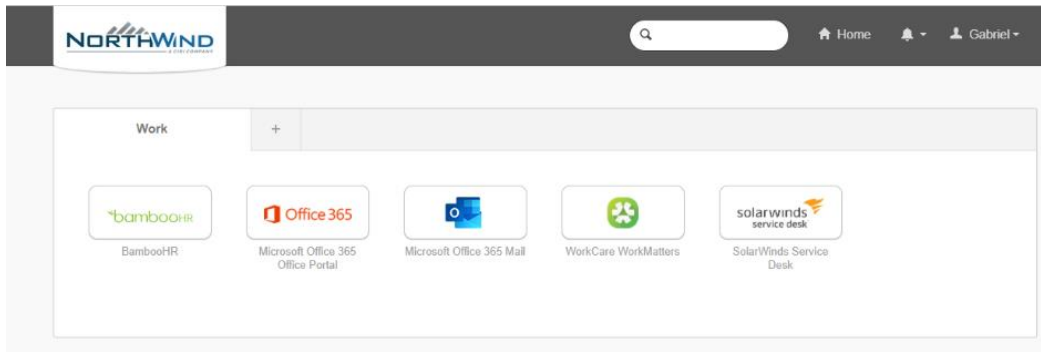 NORTHWIND
Home
Gabriel
Work
+
bambooHR
Office 365
O
solarwinds
service desk
BambooHR
Microsoft Office 365
Office Portal
Microsoft Office 365 Mail
WorkCare WorkMatters
SolarWinds Service
Desk